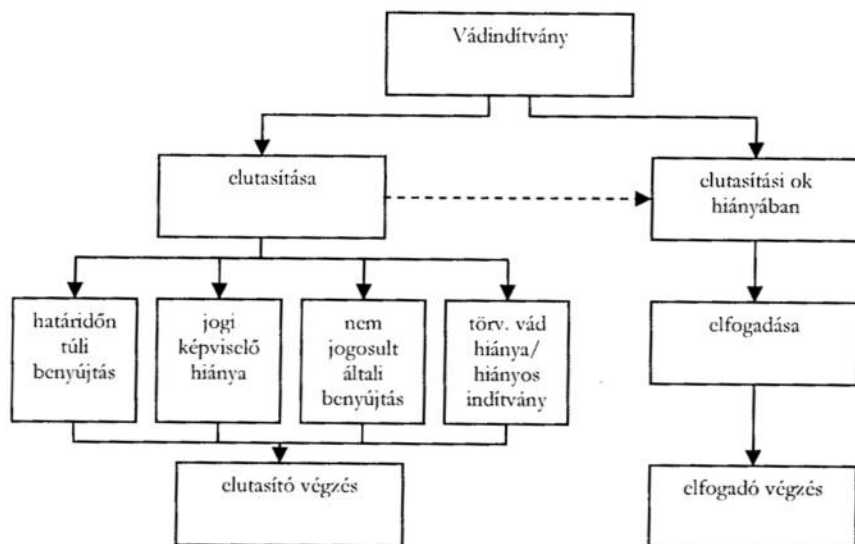 Vádindítvány
elutasítása
elutasítási ok
hiányában
határidőn
túli
benyújtás
jogi
képviselő
hiánya
nem
jogosult
általi
benyújtás
törv. vád
hiánya/
hiányos
indítvány
elfogadása
elutasító végzés
elfogadó végzés